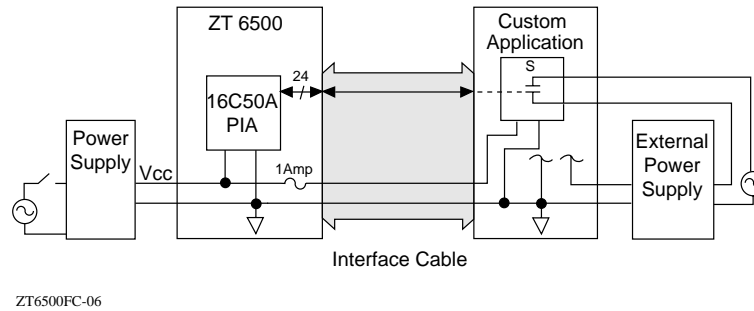 ZT 6500
Custom
Application
S
24
16C50A
PIA
Power
Supply
Vcc
1Amp
External
Power
Supply
Interface Cable
ZT6500FC-06